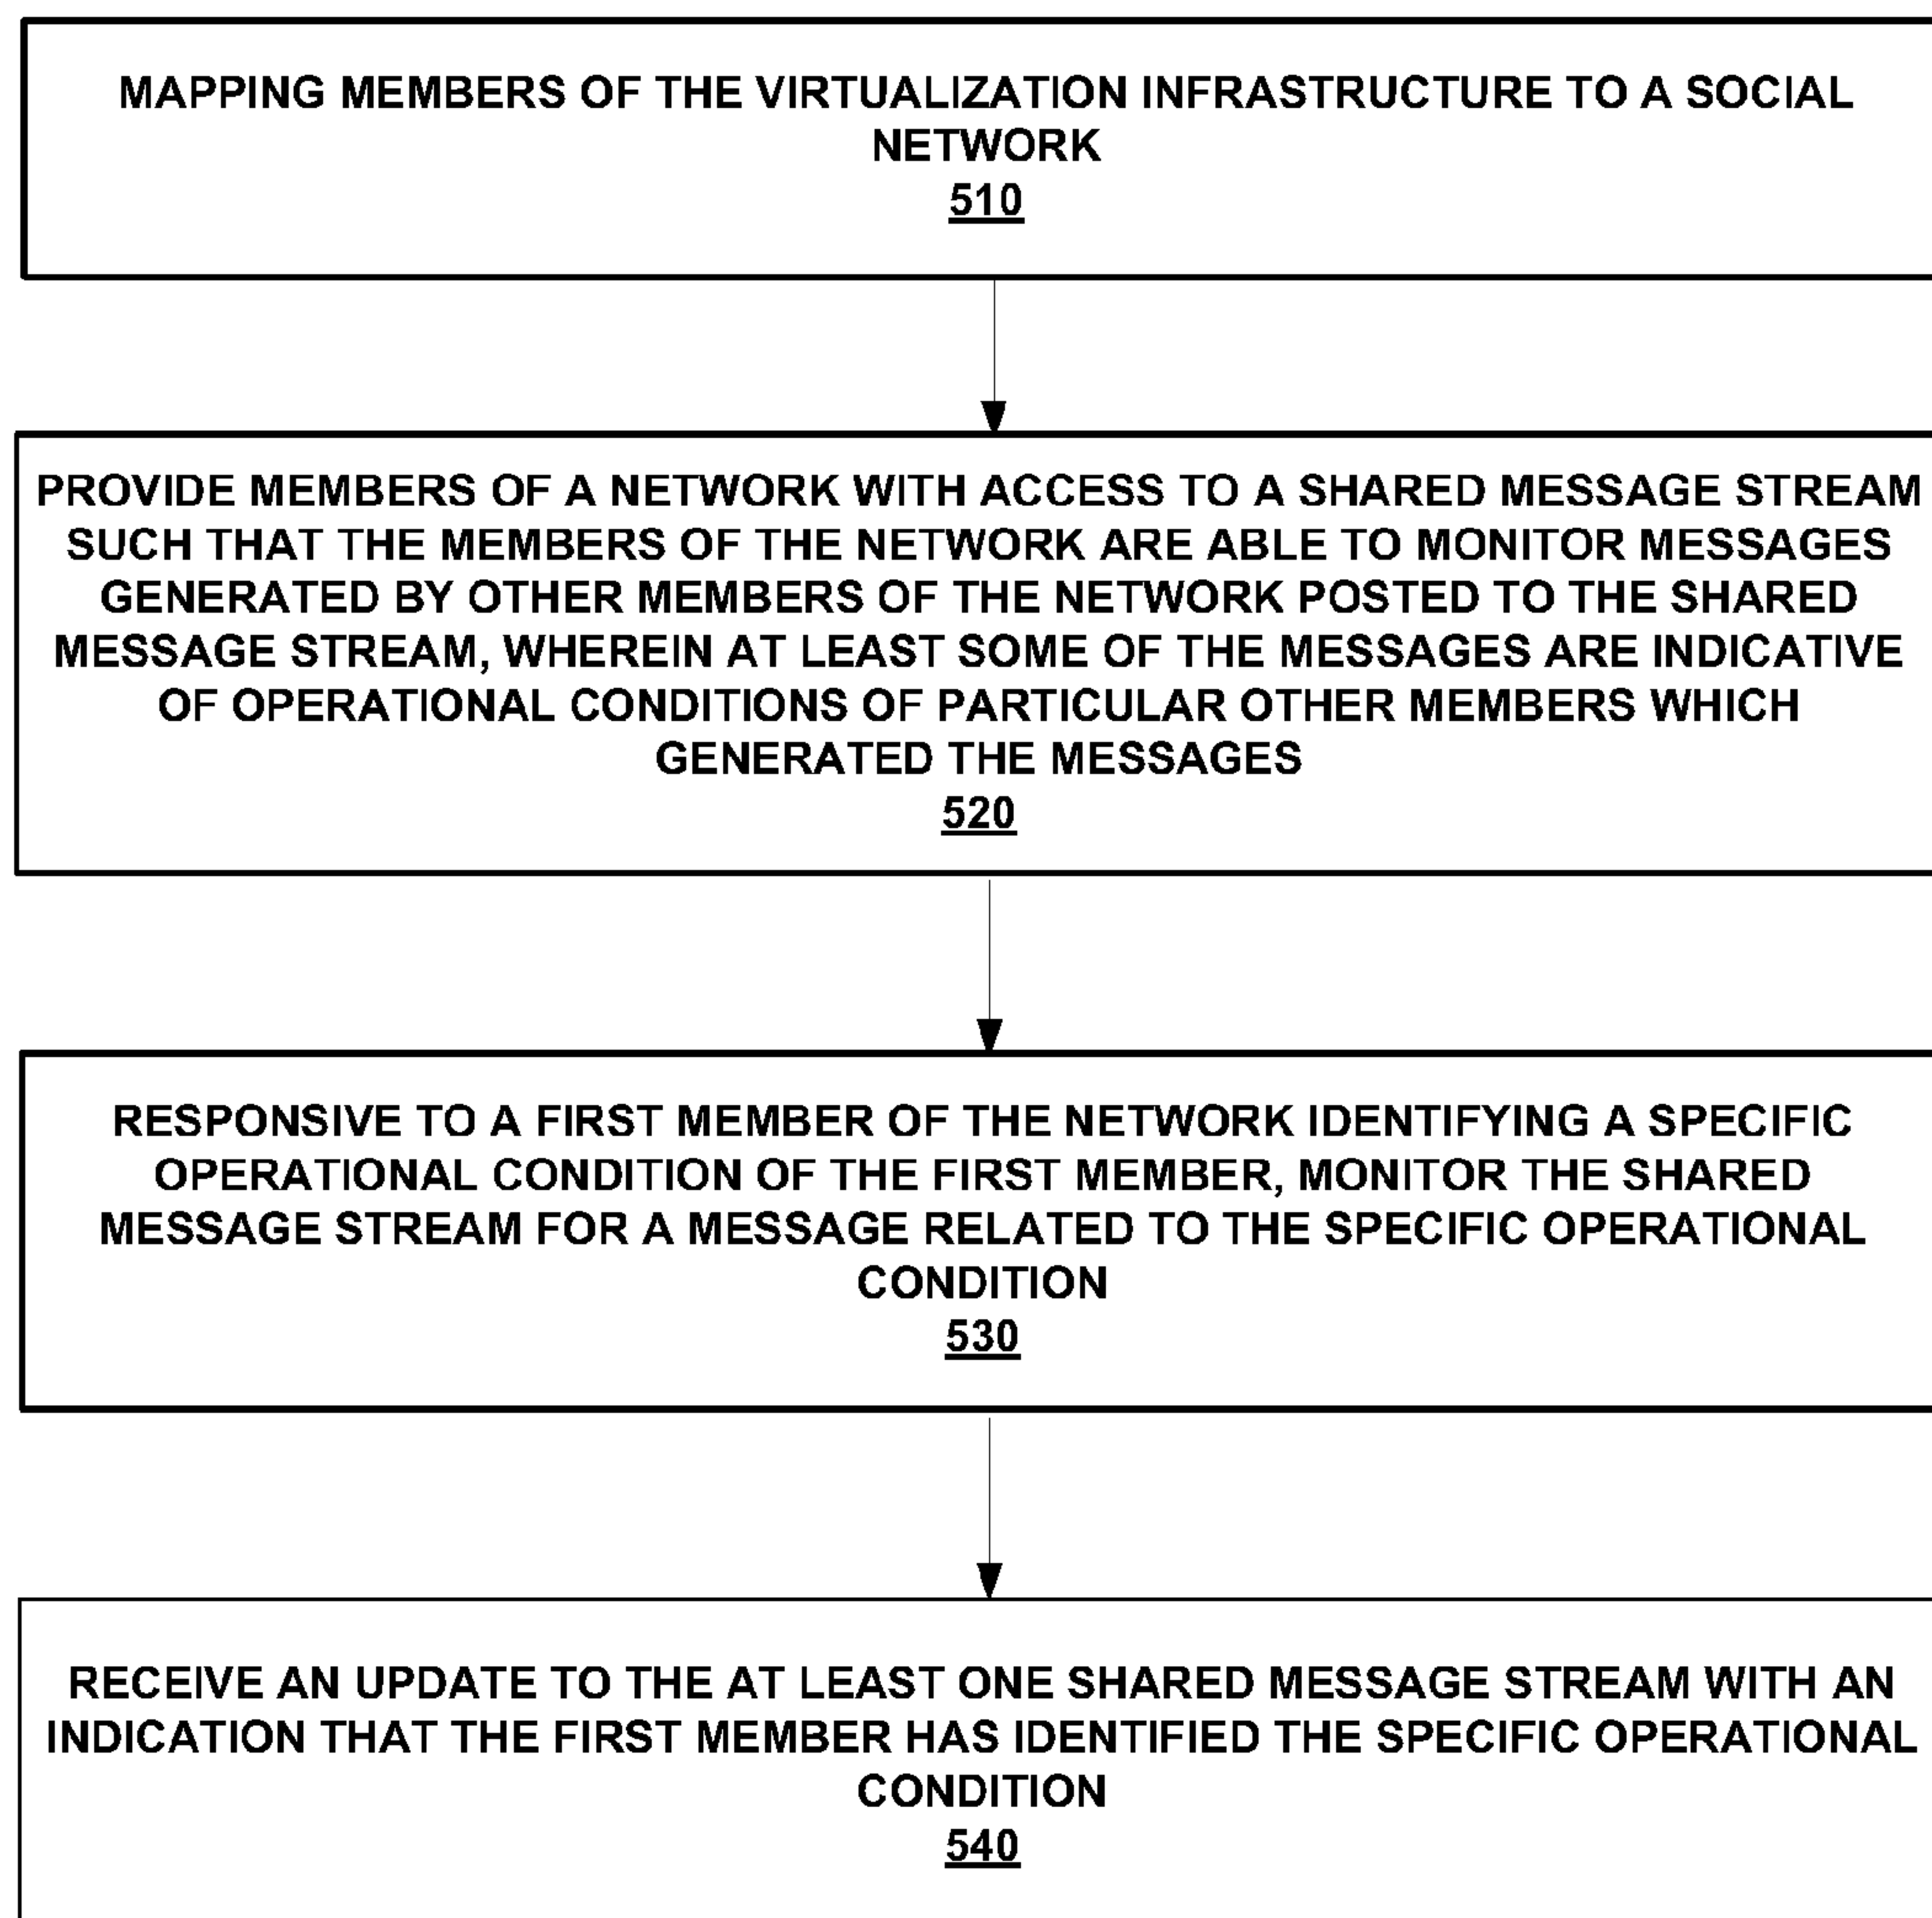 MAPPING MEMBERS OF THE VIRTUALIZATION INFRASTRUCTURE TO A SOCIAL
NETWORK
510
PROVIDE MEMBERS OF A NETWORK WITH ACCESS TO A SHARED MESSAGE STREAM
SUCH THAT THE MEMBERS OF THE NETWORK ARE ABLE TO MONITOR MESSAGES
GENERATED BY OTHER MEMBERS OF THE NETWORK POSTED TO THE SHARED
MESSAGE STREAM, WHEREIN AT LEAST SOME OF THE MESSAGES ARE INDICATIVE
OF OPERATIONAL CONDITIONS OF PARTICULAR OTHER MEMBERS WHICH
GENERATED THE MESSAGES
520
RESPONSIVE TO A FIRST MEMBER OF THE NETWORK IDENTIFYING A SPECIFIC
OPERATIONAL CONDITION OF THE FIRST MEMBER, MONITOR THE SHARED
MESSAGE STREAM FOR A MESSAGE RELATED TO THE SPECIFIC OPERATIONAL
CONDITION
530
RECEIVE AN UPDATE TO THE AT LEAST ONE SHARED MESSAGE STREAM WITH AN
INDICATION THAT THE FIRST MEMBER HAS IDENTIFIED THE SPECIFIC OPERATIONAL
CONDITION
540